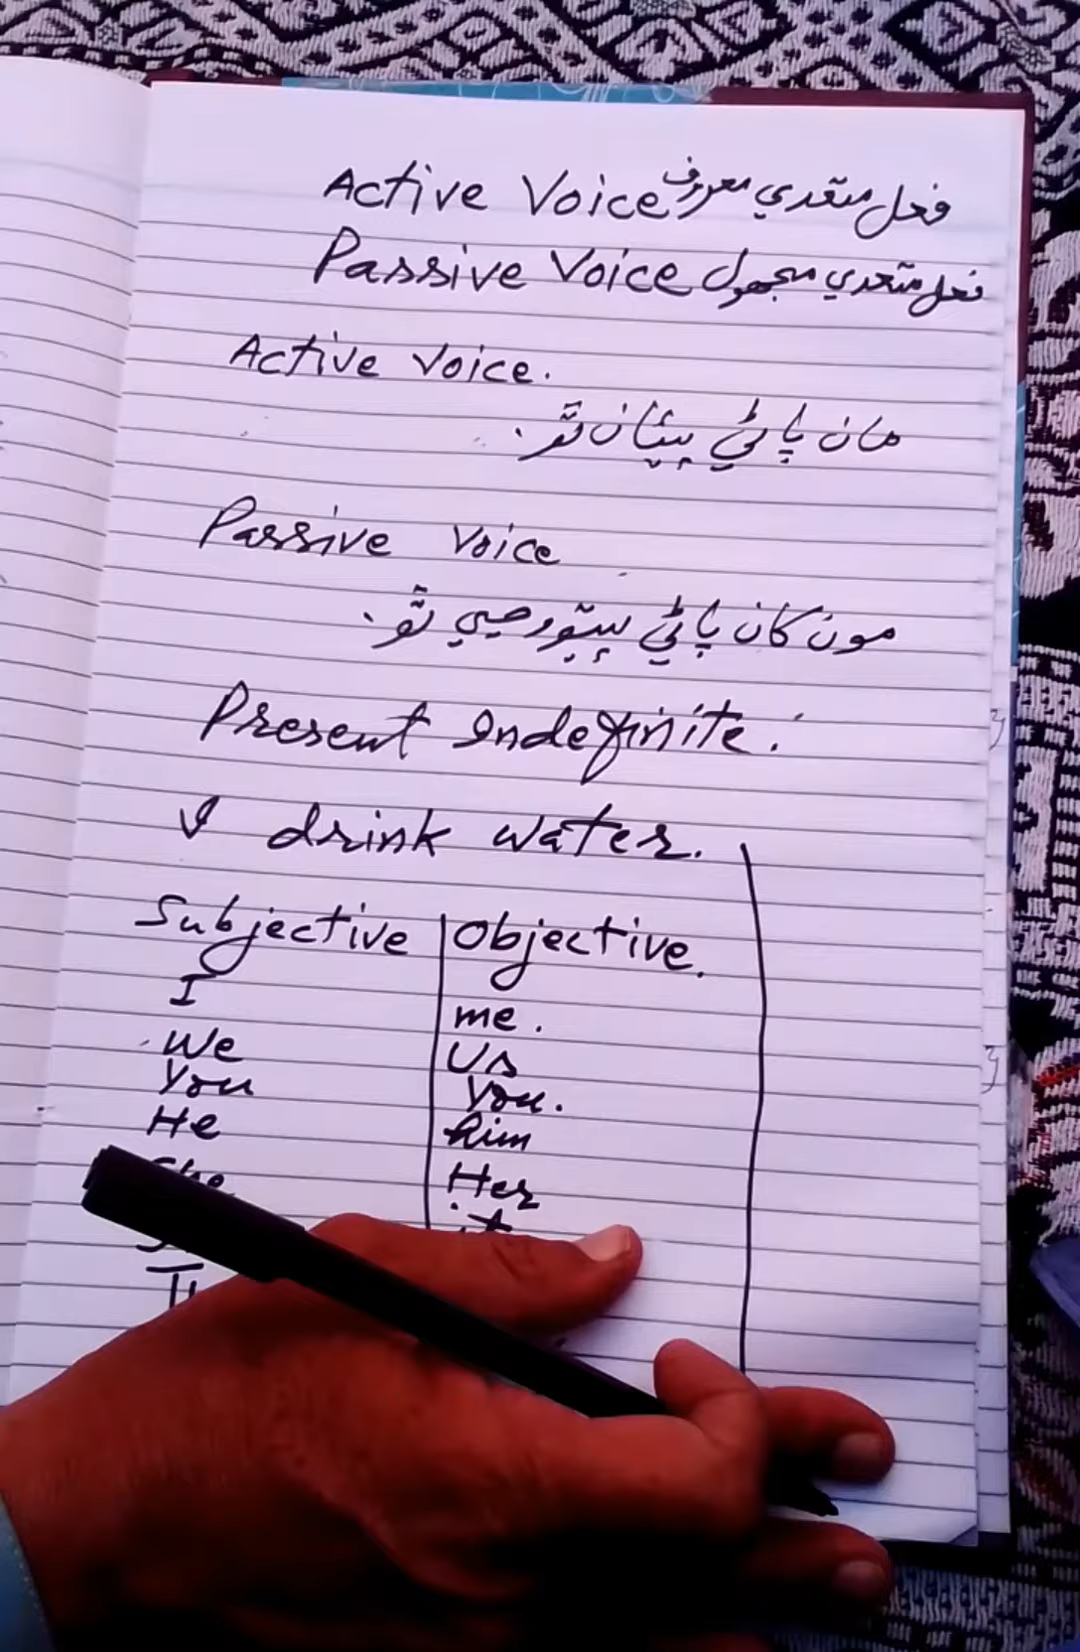 Active Voice فعل متعدي معروف
Passive Voice فعل متعدي مجهول
Active Voice.
مان پاڻي پيئان ٿو.
Passive Voice
مون کان پاڻي پيتو وڃي ٿو.
Present Indefinite.
I drink water.
Subjective | Objective.
I me.
We Us
You You.
He him
She Her
it